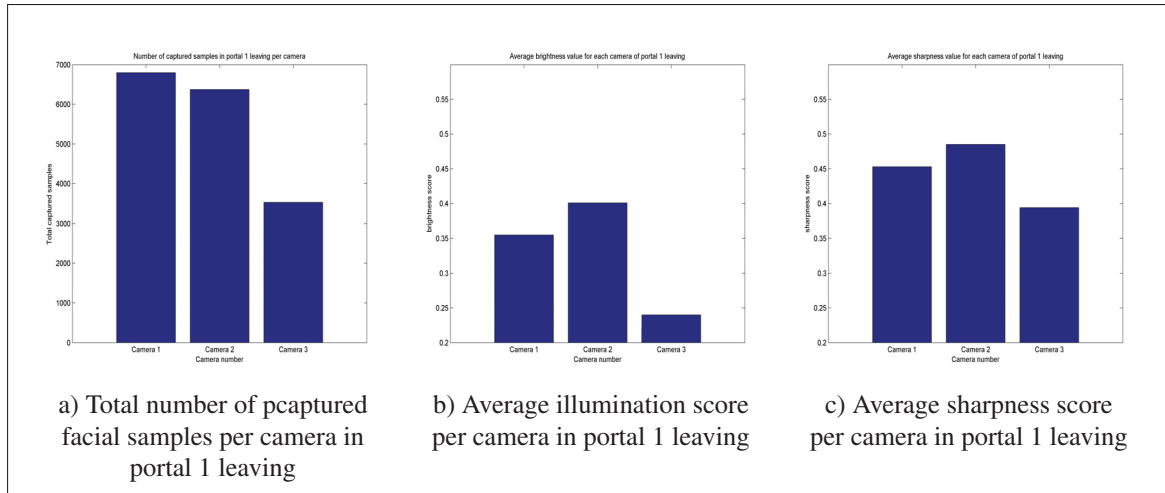 Number of captured samples in portal 1 leaving per camera
7000
6000
5000
4000
3000
2000
1000
0
Total captured samples
Camera 1
Camera 2
Camera 3
Camera number
Average brightness value for each camera of portal 1 leaving
0.55
0.5
0.45
0.4
0.35
0.3
0.25
0.2
brightness score
Camera 1
Camera 2
Camera 3
Camera number
Average sharpness value for each camera of portal 1 leaving
0.55
0.5
0.45
0.4
0.35
0.3
0.25
0.2
sharpness score
Camera 1
Camera 2
Camera 3
Camera number
a) Total number of pcaptured
facial samples per camera in
portal 1 leaving
b) Average illumination score
per camera in portal 1 leaving
c) Average sharpness score
per camera in portal 1 leaving